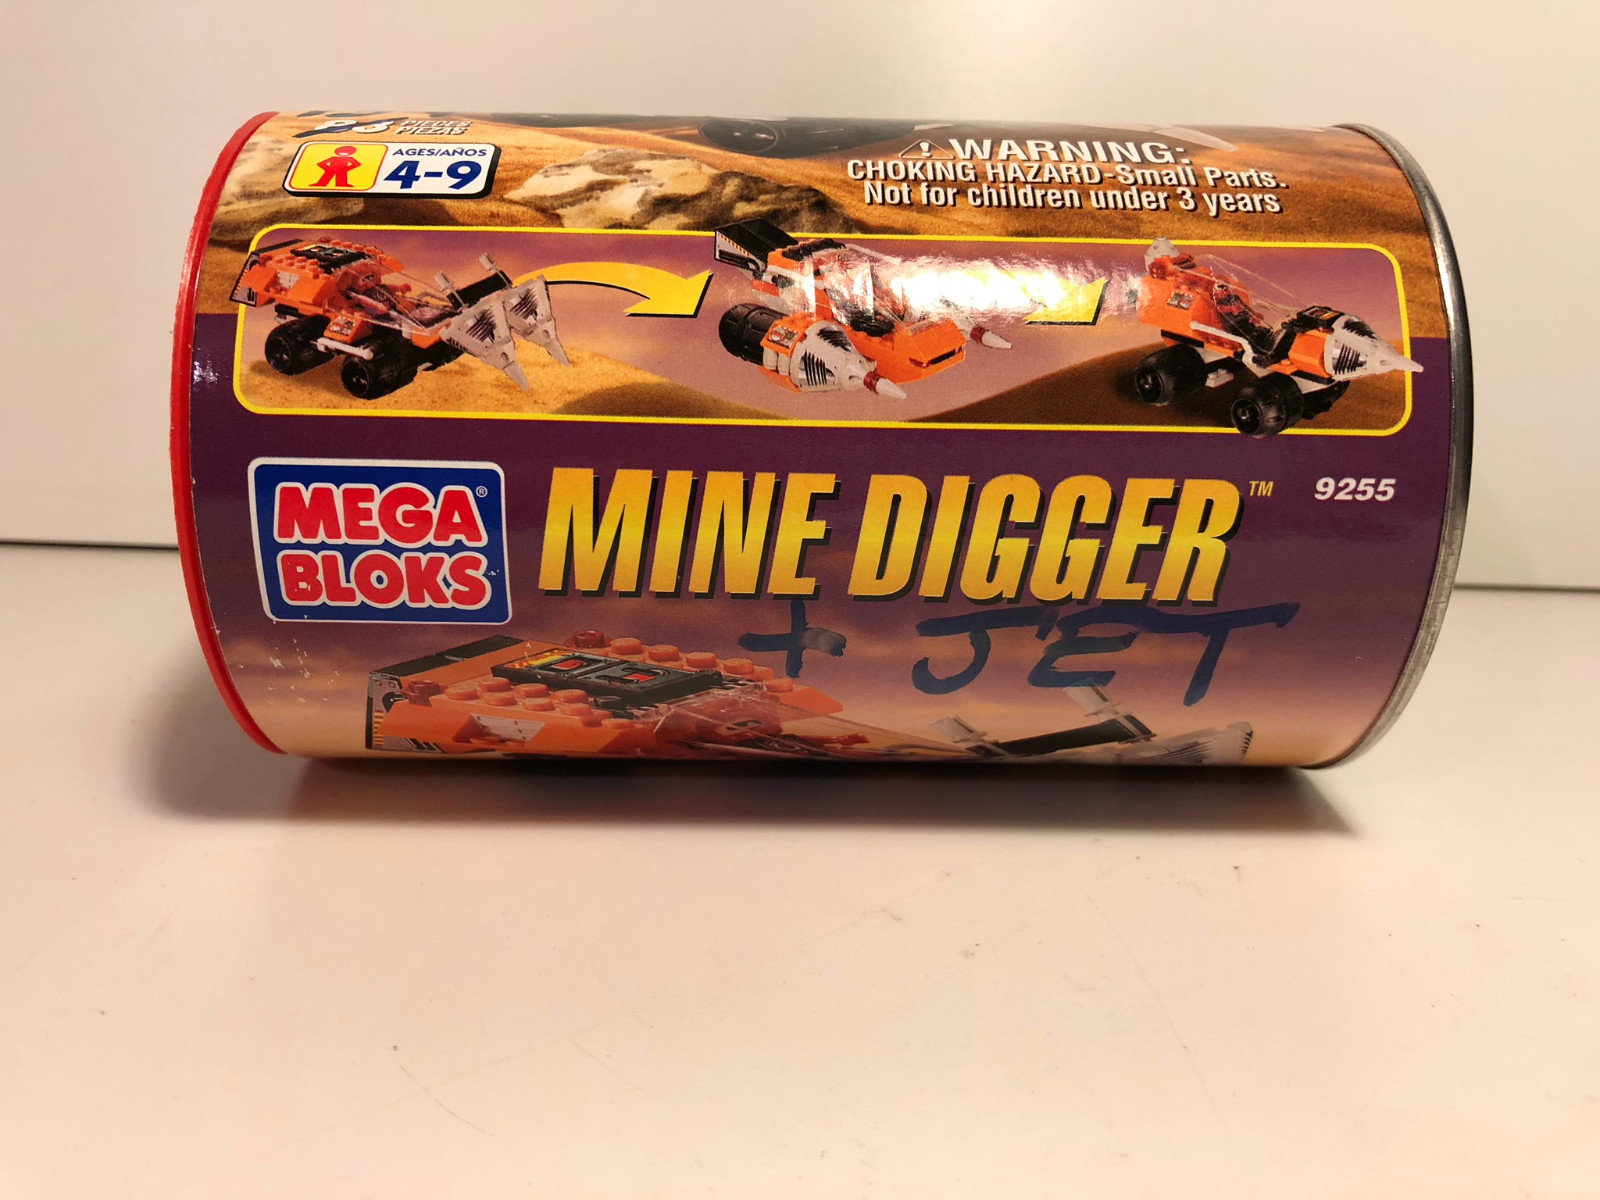 96 PIECES
PIEZAS
AGES/AÑOS
4-9
WARNING:
CHOKING HAZARD-Small Parts.
Not for children under 3 years
MEGA®
BLOKS
MINE DIGGER™
9255
+ JET